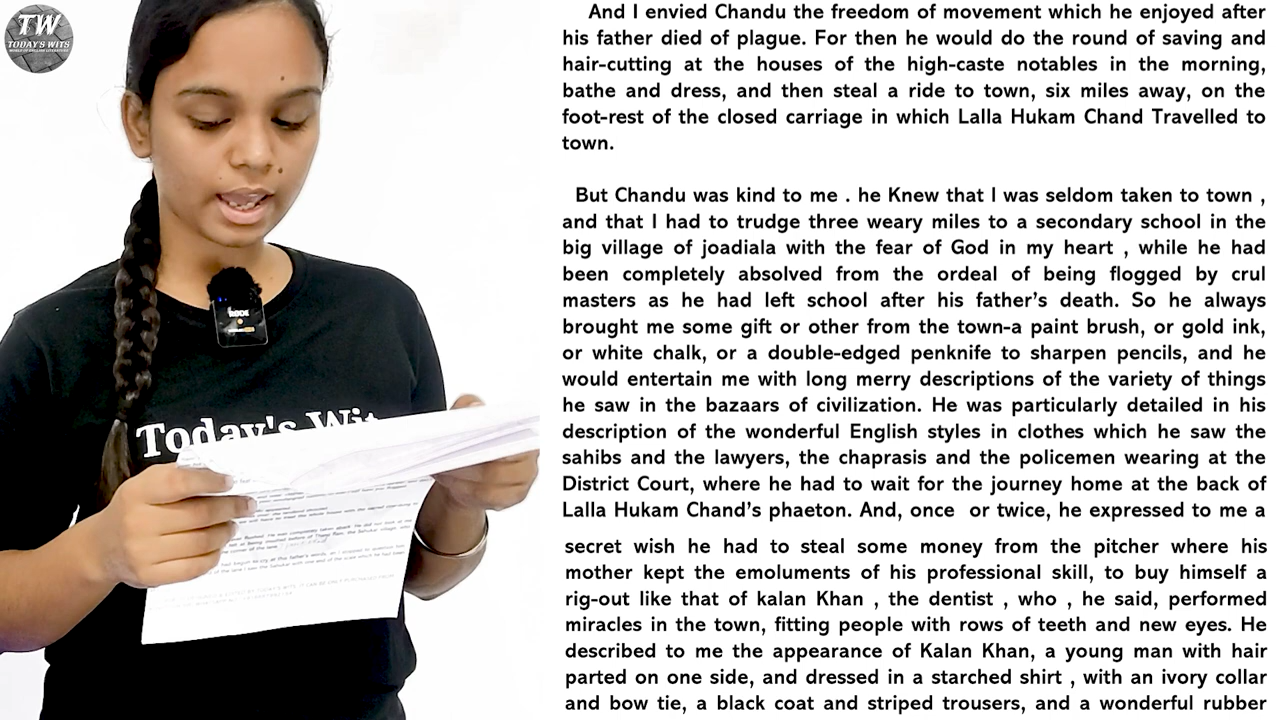 TW
TODAY'S WITS
WORLD OF ENGLISH LITERATURE
RODE
Today's Wit
And I envied Chandu the freedom of movement which he enjoyed after
his father died of plague. For then he would do the round of saving and
hair-cutting at the houses of the high-caste notables in the morning,
bathe and dress, and then steal a ride to town, six miles away, on the
foot-rest of the closed carriage in which Lalla Hukam Chand Travelled to
town.
But Chandu was kind to me . he Knew that I was seldom taken to town ,
and that I had to trudge three weary miles to a secondary school in the
big village of joadiala with the fear of God in my heart , while he had
been completely absolved from the ordeal of being flogged by crul
masters as he had left school after his father's death. So he always
brought me some gift or other from the town-a paint brush, or gold ink,
or white chalk, or a double-edged penknife to sharpen pencils, and he
would entertain me with long merry descriptions of the variety of things
he saw in the bazaars of civilization. He was particularly detailed in his
description of the wonderful English styles in clothes which he saw the
sahibs and the lawyers, the chaprasis and the policemen wearing at the
District Court, where he had to wait for the journey home at the back of
Lalla Hukam Chand's phaeton. And, once or twice, he expressed to me a
secret wish he had to steal some money from the pitcher where his
mother kept the emoluments of his professional skill, to buy himself a
rig-out like that of kalan Khan , the dentist , who , he said, performed
miracles in the town, fitting people with rows of teeth and new eyes. He
described to me the appearance of Kalan Khan, a young man with hair
parted on one side, and dressed in a starched shirt , with an ivory collar
and bow tie, a black coat and striped trousers, and a wonderful rubber